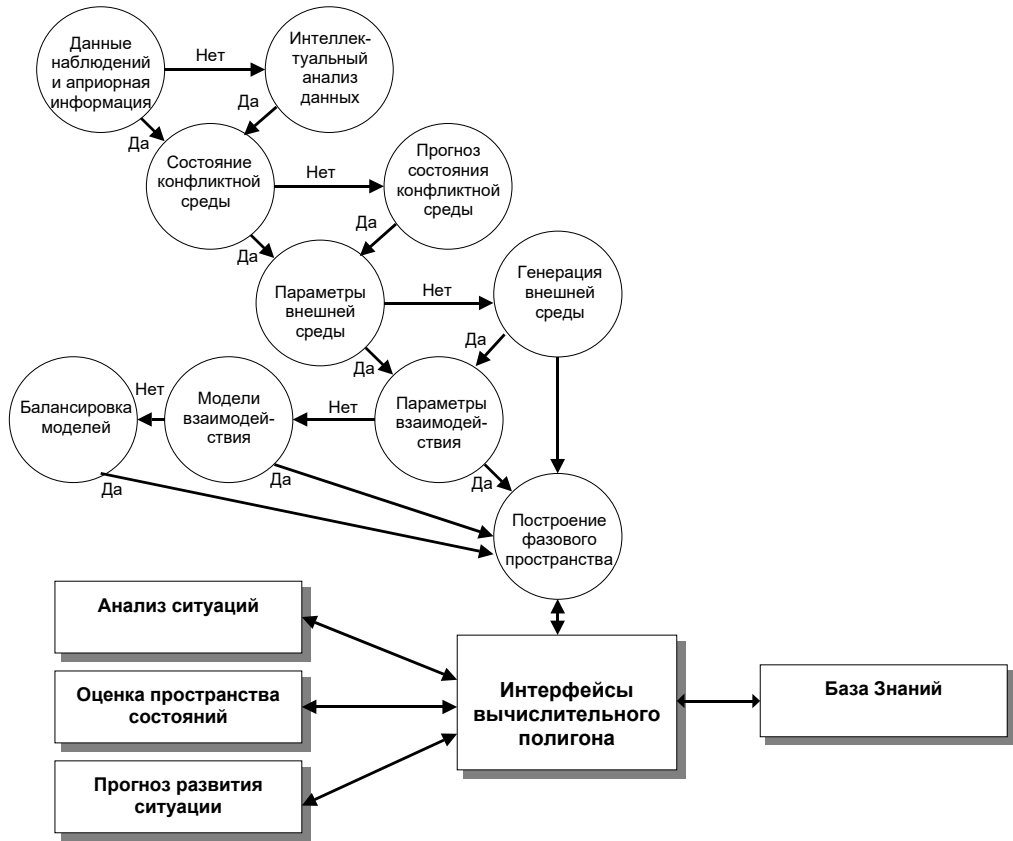 Данные
наблюдений
и априорная
информация
Нет
Интеллек-
туальный
анализ
данных
Да
Да
Состояние
конфликтной
среды
Нет
Прогноз
состояния
конфликтной
среды
Да
Да
Параметры
внешней
среды
Нет
Генерация
внешней
среды
Да
Да
Балансировка
моделей
Нет
Модели
взаимодей-
ствия
Нет
Параметры
взаимодей-
ствия
Да
Да
Да
Построение
фазового
пространства
Анализ ситуаций
Оценка пространства
состояний
Прогноз развития
ситуации
Интерфейсы
вычислительного
полигона
База Знаний